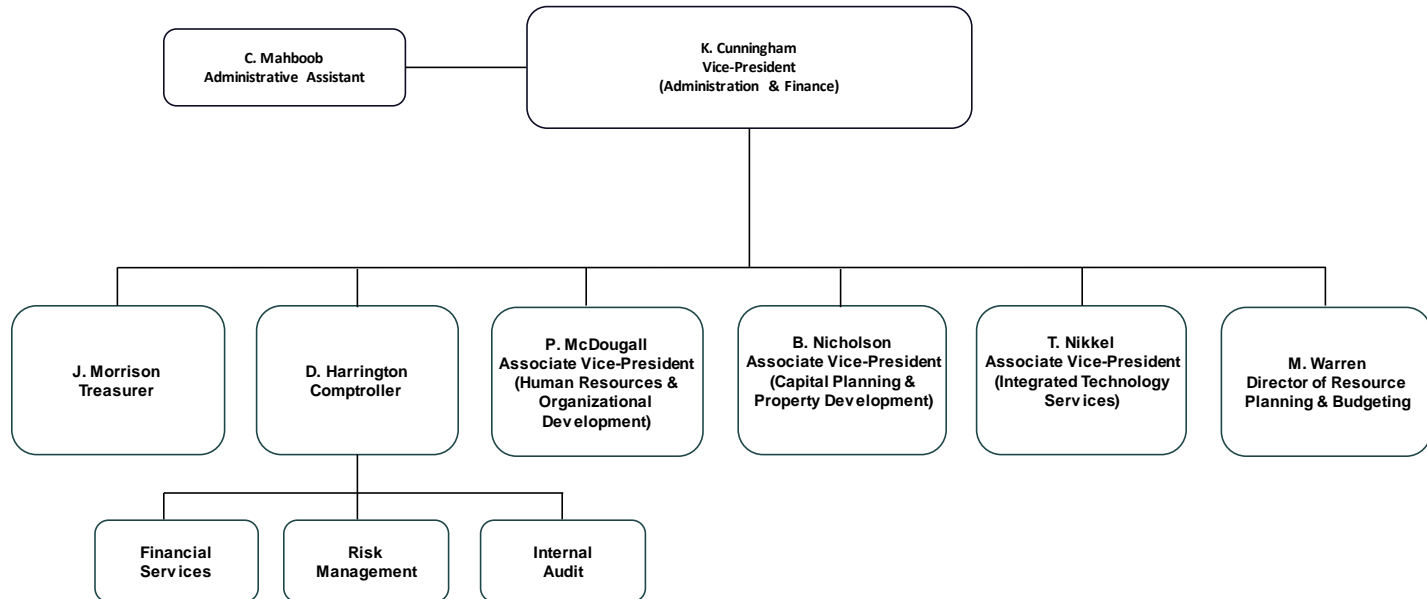 C. Mahboob
Administrative Assistant
K. Cunningham
Vice-President
(Administration & Finance)
J. Morrison
Treasurer
D. Harrington
Comptroller
P. McDougall
Associate Vice-President
(Human Resources &
Organizational
Development)
B. Nicholson
Associate Vice-President
(Capital Planning &
Property Development)
T. Nikkel
Associate Vice-President
(Integrated Technology
Services)
M. Warren
Director of Resource
Planning & Budgeting
Financial
Services
Risk
Management
Internal
Audit